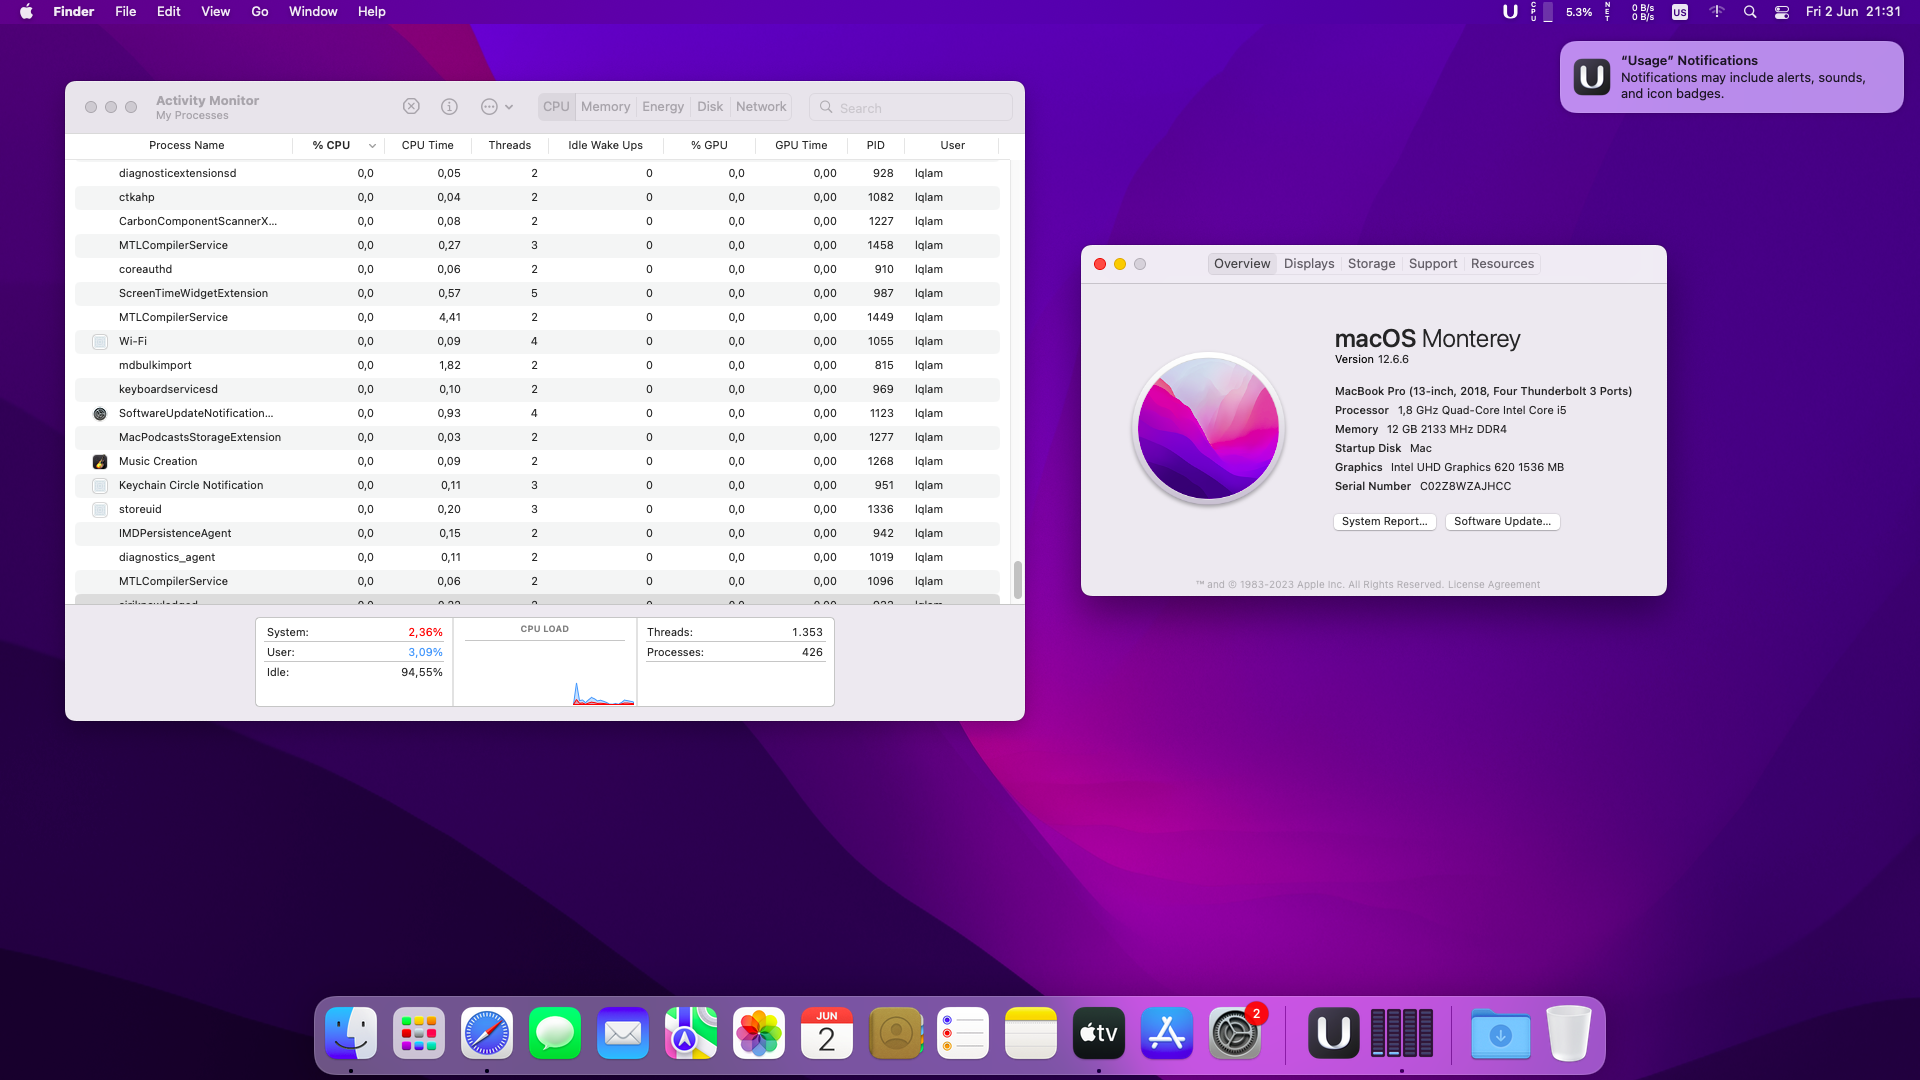 Finder File Edit View Go Window Help
CPU 5.3% NET 0 B/s 0 B/s US Fri 2 Jun 21:31
“Usage” Notifications
Notifications may include alerts, sounds,
and icon badges.
Activity Monitor
My Processes
CPU Memory Energy Disk Network Search
Process Name % CPU CPU Time Threads Idle Wake Ups % GPU GPU Time PID User
diagnosticextensionsd 0,0 0,05 2 0 0,0 0,00 928 lqlam
ctkahp 0,0 0,04 2 0 0,0 0,00 1082 lqlam
CarbonComponentScannerX... 0,0 0,08 2 0 0,0 0,00 1227 lqlam
MTLCompilerService 0,0 0,27 3 0 0,0 0,00 1458 lqlam
coreauthd 0,0 0,06 2 0 0,0 0,00 910 lqlam
ScreenTimeWidgetExtension 0,0 0,57 5 0 0,0 0,00 987 lqlam
MTLCompilerService 0,0 4,41 2 0 0,0 0,00 1449 lqlam
Wi-Fi 0,0 0,09 4 0 0,0 0,00 1055 lqlam
mdbulkimport 0,0 1,82 2 0 0,0 0,00 815 lqlam
keyboardservicesd 0,0 0,10 2 0 0,0 0,00 969 lqlam
SoftwareUpdateNotification... 0,0 0,93 4 0 0,0 0,00 1123 lqlam
MacPodcastsStorageExtension 0,0 0,03 2 0 0,0 0,00 1277 lqlam
Music Creation 0,0 0,09 2 0 0,0 0,00 1268 lqlam
Keychain Circle Notification 0,0 0,11 3 0 0,0 0,00 951 lqlam
storeuid 0,0 0,20 3 0 0,0 0,00 1336 lqlam
IMDPersistenceAgent 0,0 0,15 2 0 0,0 0,00 942 lqlam
diagnostics_agent 0,0 0,11 2 0 0,0 0,00 1019 lqlam
MTLCompilerService 0,0 0,06 2 0 0,0 0,00 1096 lqlam
System: 2,36%
User: 3,09%
Idle: 94,55%
CPU LOAD
Threads: 1.353
Processes: 426
Overview Displays Storage Support Resources
macOS Monterey
Version 12.6.6
MacBook Pro (13-inch, 2018, Four Thunderbolt 3 Ports)
Processor 1,8 GHz Quad-Core Intel Core i5
Memory 12 GB 2133 MHz DDR4
Startup Disk Mac
Graphics Intel UHD Graphics 620 1536 MB
Serial Number C02Z8WZAJHCC
System Report... Software Update...
™ and © 1983-2023 Apple Inc. All Rights Reserved. License Agreement
JUN
2
tv
2